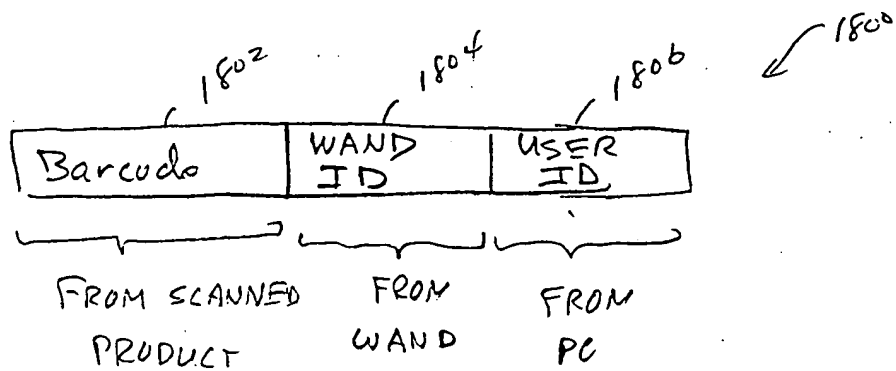 1800
1802 1804 1806
Barcode WAND ID USER ID
FROM SCANNED PRODUCT FROM WAND FROM PC